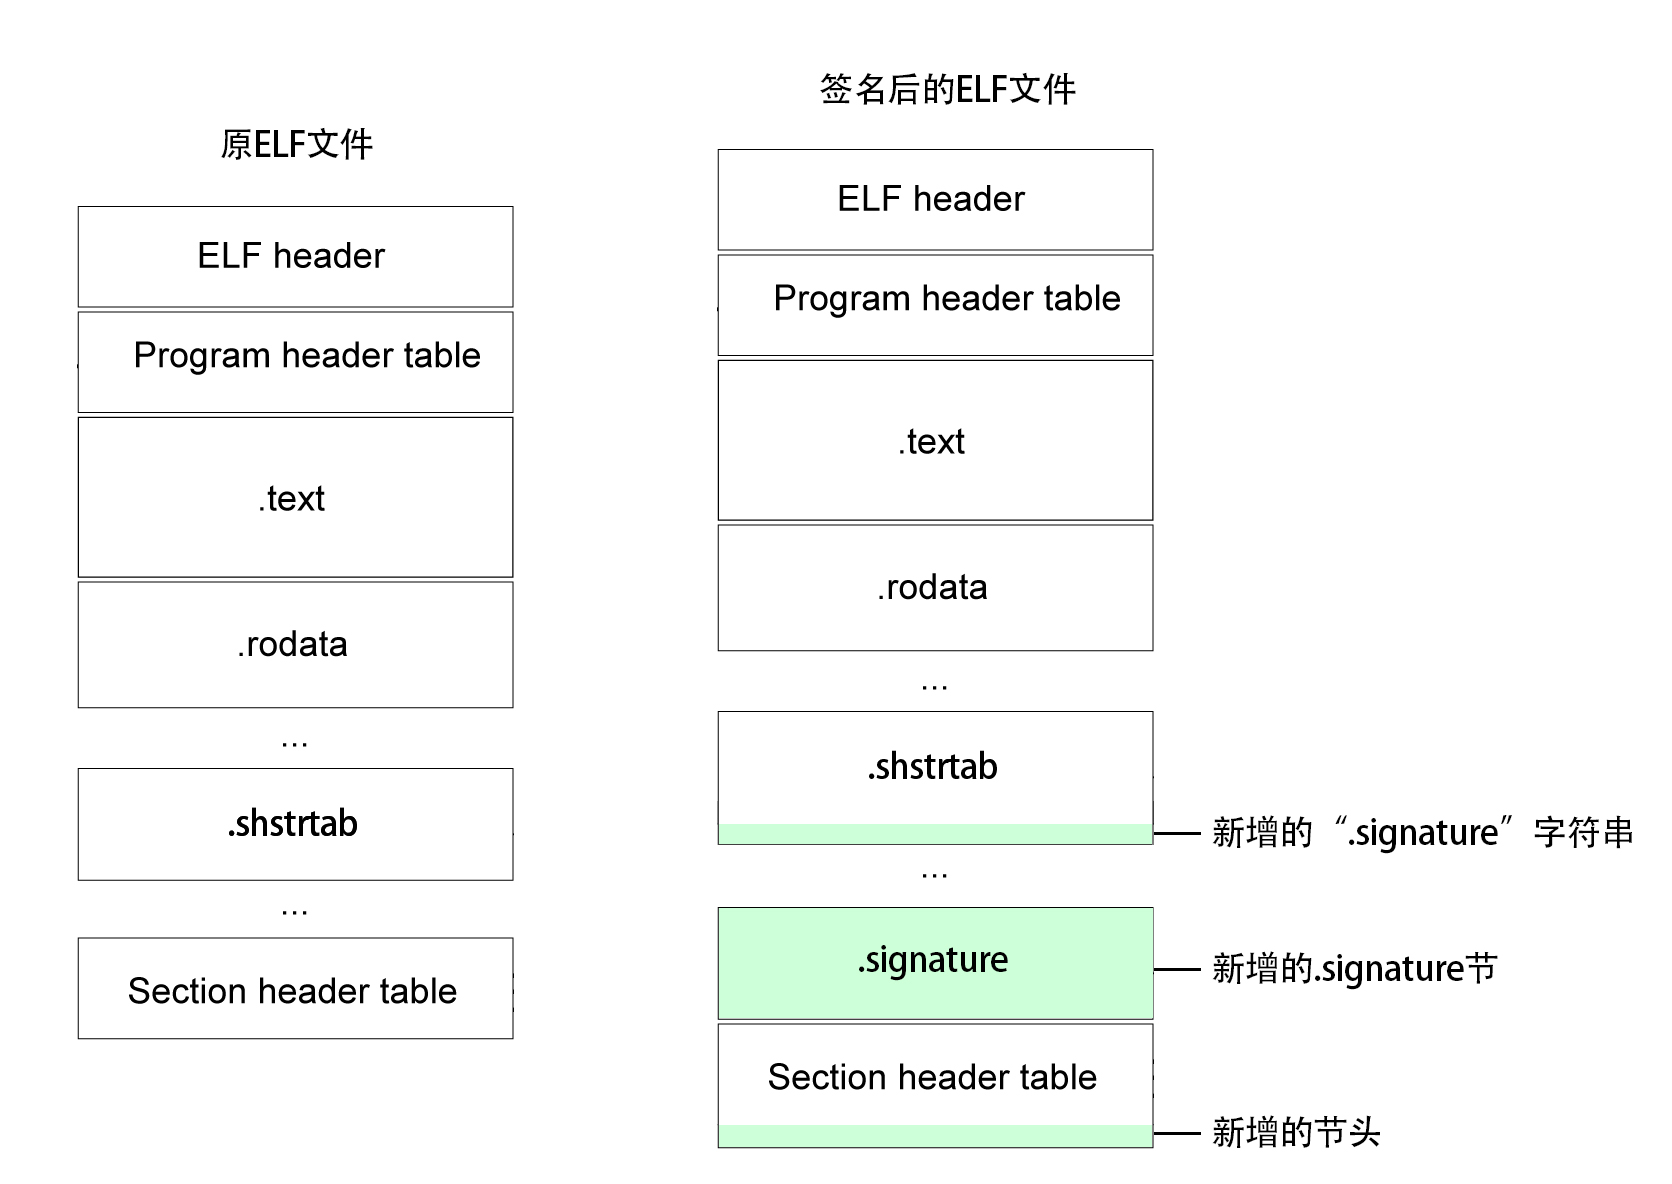 原ELF文件
ELF header
Program header table
.text
.rodata
...
.shstrtab
...
Section header table
签名后的ELF文件
ELF header
Program header table
.text
.rodata
...
.shstrtab
新增的“.signature”字符串
...
.signature
新增的.signature节
Section header table
新增的节头